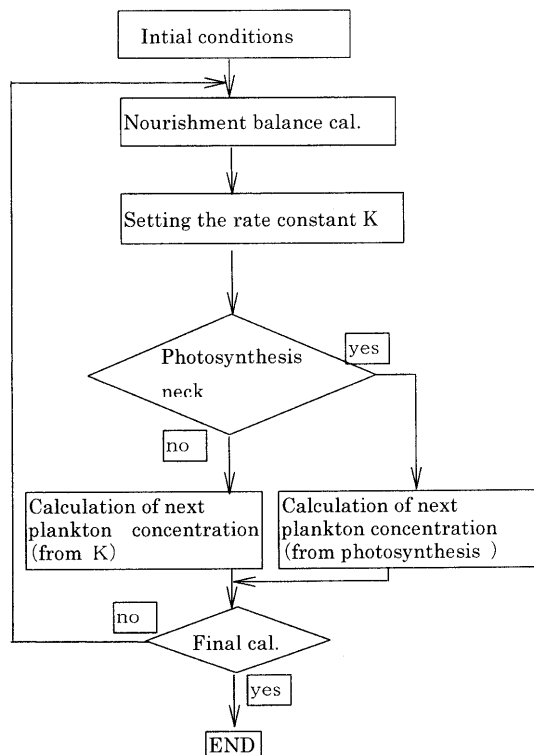 Intial conditions
Nourishment balance cal.
Setting the rate constant K
Photosynthesis
neck
yes
no
Calculation of next
plankton concentration
(from K)
Calculation of next
plankton concentration
(from photosynthesis )
no
Final cal.
yes
END